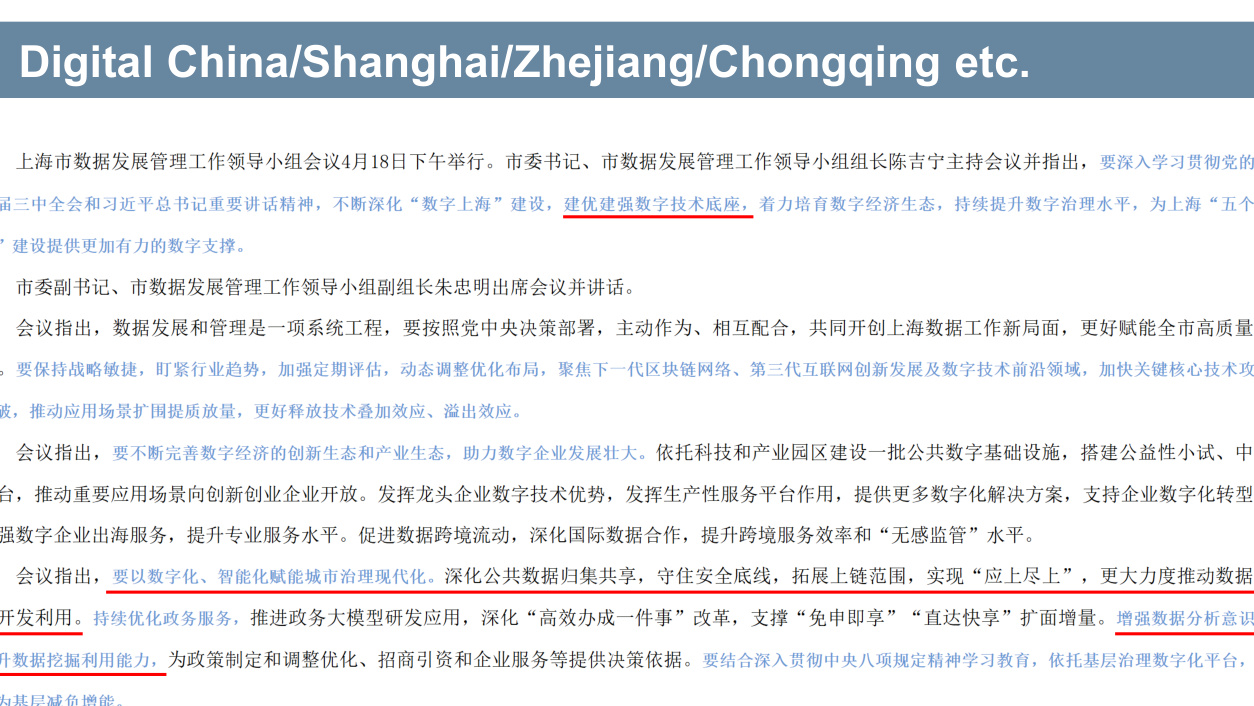 Digital China/Shanghai/Zhejiang/Chongqing etc.
上海市数据发展管理工作领导小组会议4月18日下午举行。市委书记、市数据发展管理工作领导小组组长陈吉宁主持会议并指出，要深入学习贯彻党的
届三中全会和习近平总书记重要讲话精神，不断深化“数字上海”建设，建优建强数字技术底座，着力培育数字经济生态，持续提升数字治理水平，为上海“五个
”建设提供更加有力的数字支撑。
市委副书记、市数据发展管理工作领导小组副组长朱忠明出席会议并讲话。
会议指出，数据发展和管理是一项系统工程，要按照党中央决策部署，主动作为、相互配合，共同开创上海数据工作新局面，更好赋能全市高质量
。要保持战略敏捷，盯紧行业趋势，加强定期评估，动态调整优化布局，聚焦下一代区块链网络、第三代互联网创新发展及数字技术前沿领域，加快关键核心技术攻
破，推动应用场景扩围提质放量，更好释放技术叠加效应、溢出效应。
会议指出，要不断完善数字经济的创新生态和产业生态，助力数字企业发展壮大。依托科技和产业园区建设一批公共数字基础设施，搭建公益性小试、中
台，推动重要应用场景向创新创业企业开放。发挥龙头企业数字技术优势，发挥生产性服务平台作用，提供更多数字化解决方案，支持企业数字化转型
强数字企业出海服务，提升专业服务水平。促进数据跨境流动，深化国际数据合作，提升跨境服务效率和“无感监管”水平。
会议指出，要以数字化、智能化赋能城市治理现代化。深化公共数据归集共享，守住安全底线，拓展上链范围，实现“应上尽上”，更大力度推动数据
开发利用。持续优化政务服务，推进政务大模型研发应用，深化“高效办成一件事”改革，支撑“免申即享”“直达快享”扩面增量。增强数据分析意识
升数据挖掘利用能力，为政策制定和调整优化、招商引资和企业服务等提供决策依据。要结合深入贯彻中央八项规定精神学习教育，依托基层治理数字化平台，
为基层减负增能。